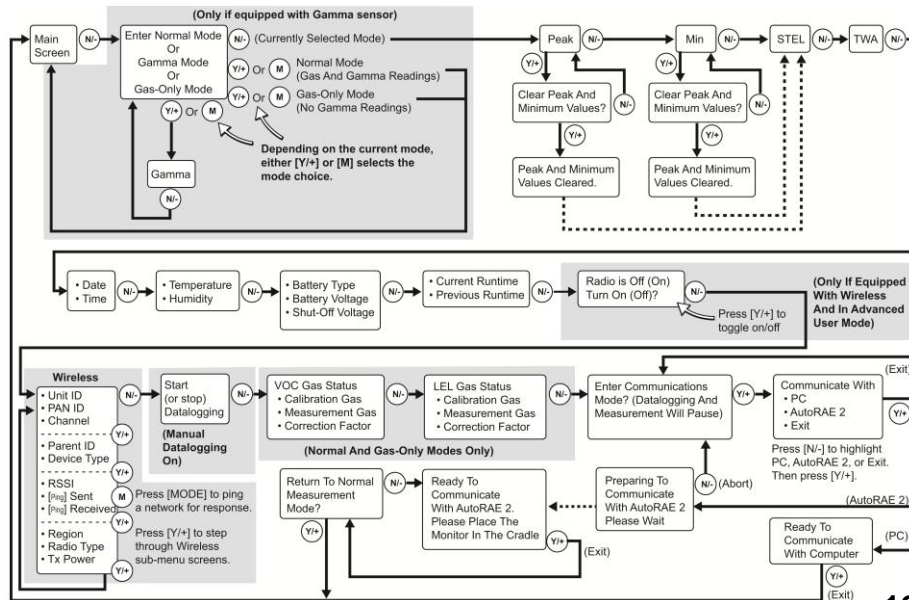 (Only if equipped with Gamma sensor)
Main
Screen
N/-
Enter Normal Mode
Or
Gamma Mode
Or
Gas-Only Mode
N/-
(Currently Selected Mode)
Y/+ Or M
Normal Mode
(Gas And Gamma Readings)
Y/+ Or M
Gas-Only Mode
(No Gamma Readings)
Y/+ Or M
Depending on the current mode,
either [Y/+] or [M] selects the
mode choice.
Gamma
N/-
Peak
N/-
Min
N/-
STEL
N/-
TWA
N/-
Y/+
Clear Peak And
Minimum Values?
N/-
Y/+
Peak And Minimum
Values Cleared.
Y/+
Clear Peak And
Minimum Values?
N/-
Y/+
Peak And Minimum
Values Cleared.
• Date
• Time
N/-
• Temperature
• Humidity
N/-
• Battery Type
• Battery Voltage
• Shut-Off Voltage
N/-
• Current Runtime
• Previous Runtime
N/-
Radio is Off (On)
Turn On (Off)?
N/-
Press [Y/+] to
toggle on/off
(Only If Equipped
With Wireless
And In Advanced
User Mode)
Wireless
• Unit ID
• PAN ID
• Channel
Y/+
• Parent ID
• Device Type
Y/+
• RSSI
• [Ping] Sent
• [Ping] Received
M
Y/+
• Region
• Radio Type
• Tx Power
Y/+
Press [MODE] to ping
a network for response.
Press [Y/+] to step
through Wireless
sub-menu screens.
N/-
Start
(or stop)
Datalogging
(Manual
Datalogging
On)
N/-
VOC Gas Status
• Calibration Gas
• Measurement Gas
• Correction Factor
N/-
LEL Gas Status
• Calibration Gas
• Measurement Gas
• Correction Factor
N/-
(Normal And Gas-Only Modes Only)
Enter Communications
Mode? (Datalogging And
Measurement Will Pause)
Y/+
Communicate With
• PC
• AutoRAE 2
• Exit
(Exit)
Y/+
Press [N/-] to highlight
PC, AutoRAE 2, or Exit.
Then press [Y/+].
(AutoRAE 2)
(PC)
N/-
(Abort)
Preparing To
Communicate
With AutoRAE 2
Please Wait
Ready To
Communicate
With AutoRAE 2.
Please Place The
Monitor In The Cradle
Y/+
(Exit)
N/-
Return To Normal
Measurement
Mode?
Y/+
Ready To
Communicate
With Computer
Y/+
(Exit)